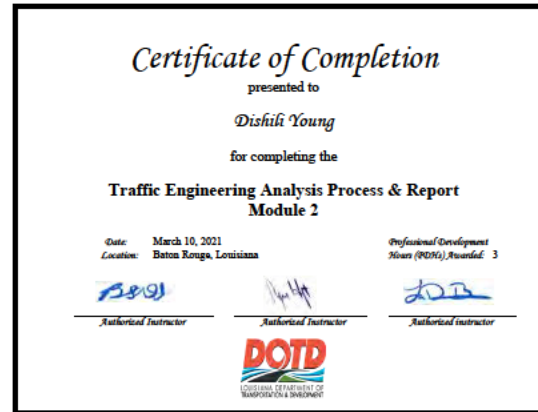 Certificate of Completion
presented to
Dishili Young
for completing the
Traffic Engineering Analysis Process & Report
Module 2
Date: March 10, 2021
Location: Baton Rouge, Louisiana
Professional Development
Hours (PDHs) Awarded: 3
Authorized Instructor
Authorized Instructor
Authorized instructor
DOTD
LOUISIANA DEPARTMENT OF
TRANSPORTATION & DEVELOPMENT